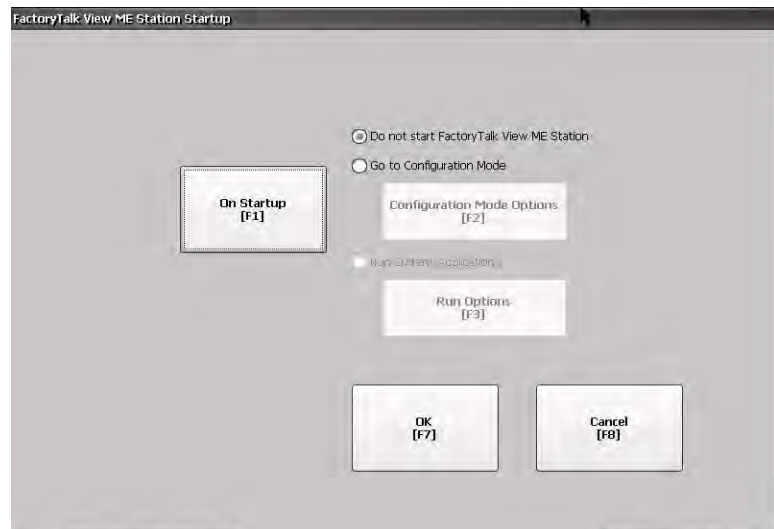 FactoryTalk View ME Station Startup
Do not start FactoryTalk View ME Station
Go to Configuration Mode
On Startup
[F1]
Configuration Mode Options
[F2]
Run Current Application
Run Options
[F3]
OK
[F7]
Cancel
[F8]